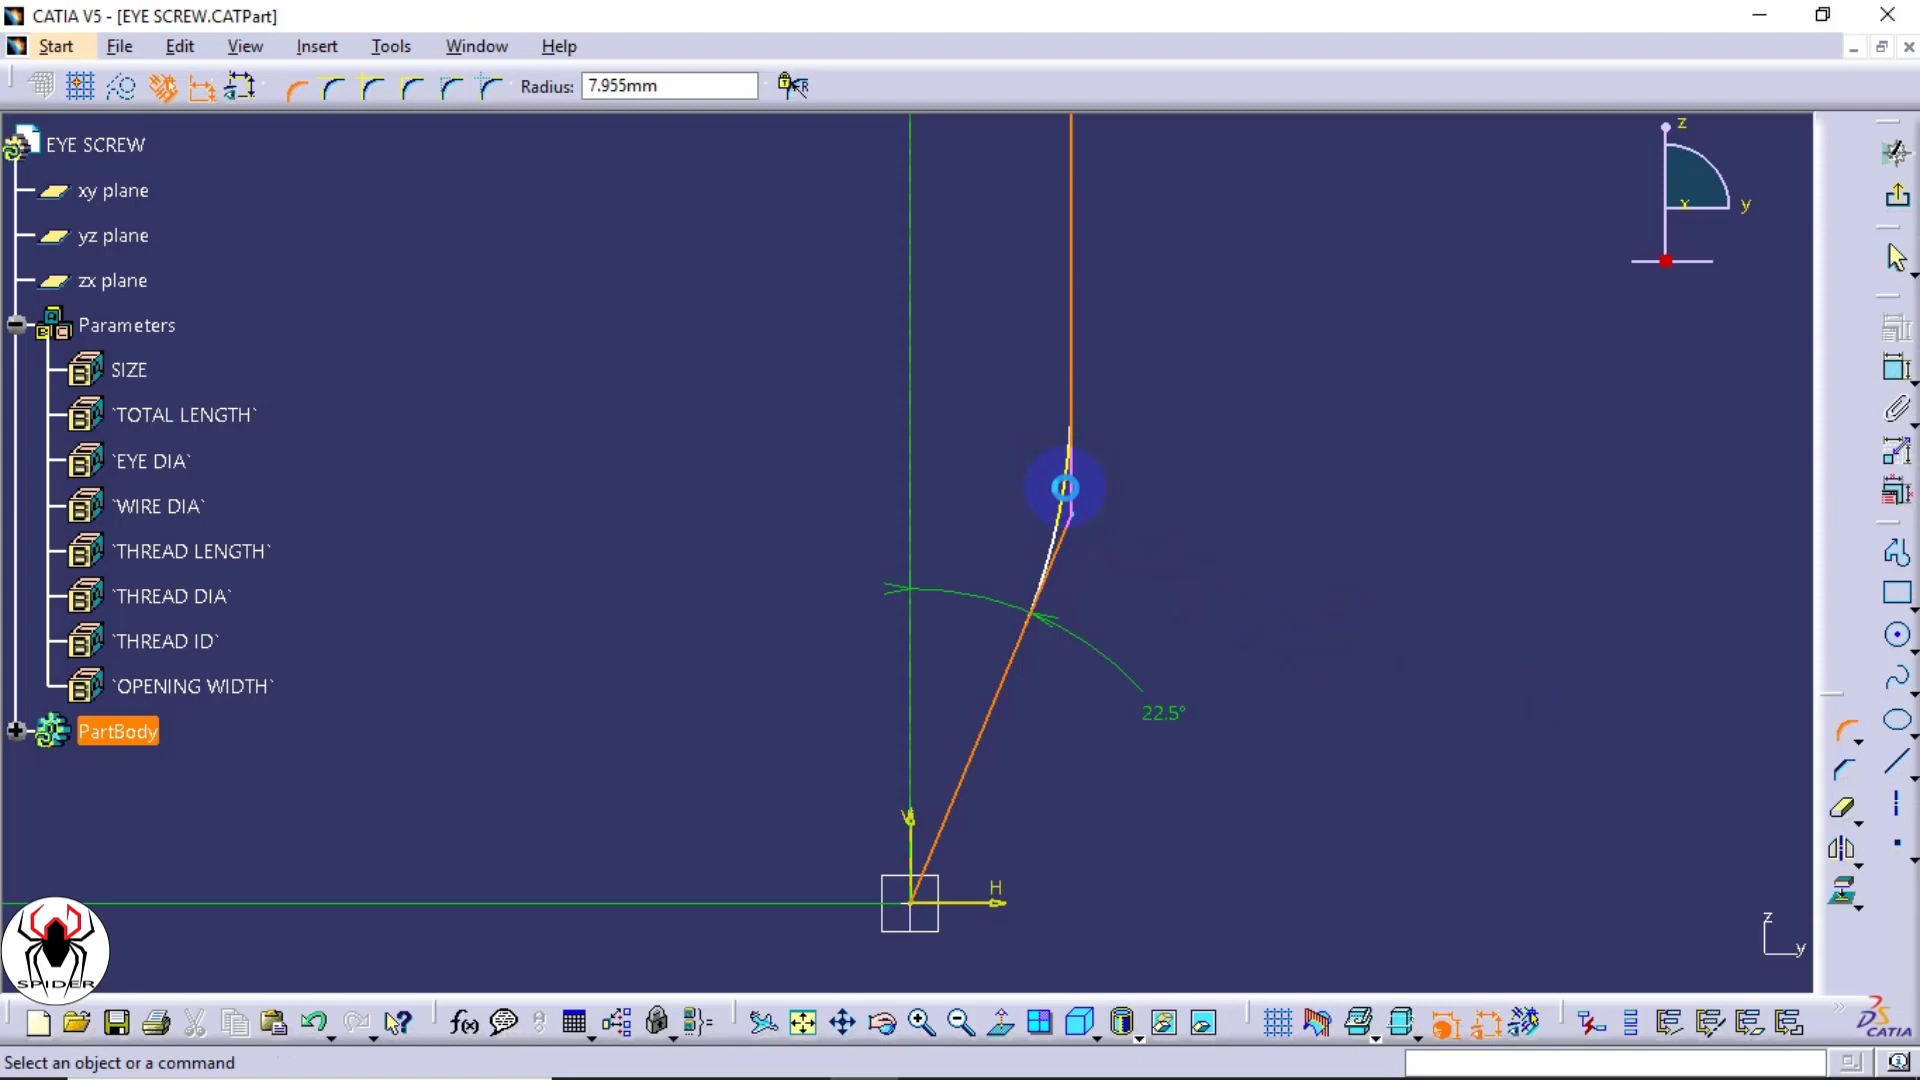 CATIA V5 - [EYE SCREW.CATPart]
Start File Edit View Insert Tools Window Help
Radius: 7.955mm
EYE SCREW
xy plane
yz plane
zx plane
Parameters
SIZE
`TOTAL LENGTH`
`EYE DIA`
`WIRE DIA`
`THREAD LENGTH`
`THREAD DIA`
`THREAD ID`
`OPENING WIDTH`
PartBody
z
x
y
22.5°
V
H
z
y
SPIDER
f(x)
CATIA
Select an object or a command